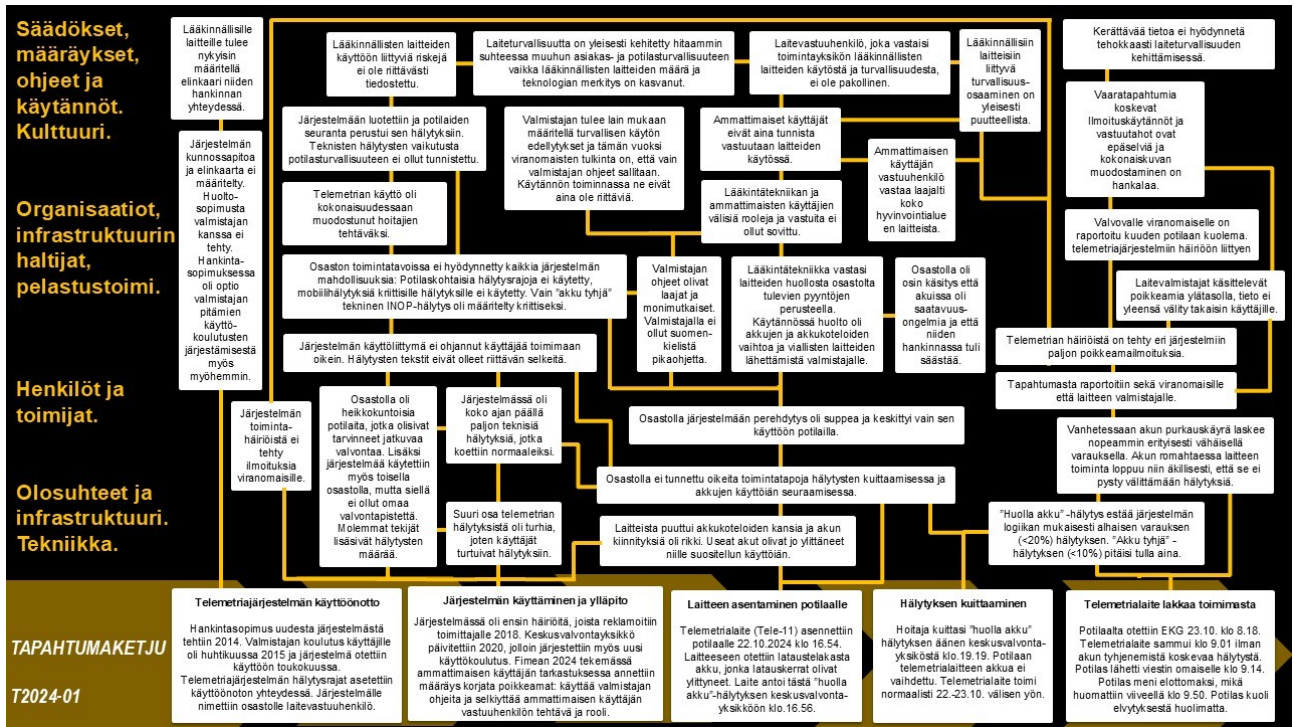 Säädökset,
määräykset,
ohjeet ja
käytännöt.
Kulttuuri.
Organisaatiot,
infrastruktuurin
haltijat,
pelastustoimi.
Henkilöt ja
toimijat.
Olosuhteet ja
infrastruktuuri.
Tekniikka.
Lääkinnällisille
laitteille tulee
nykyisin
määritellä
elinkaari niiden
hankinnan
yhteydessä.
Järjestelmän
kunnossapitoa
ja elinkaarta ei
määritelty.
Huolto-
sopimusta
valmistajan
kanssa ei
tehty.
Hankinta-
sopimuksessa
oli optio
valmistajan
pitämien
käyttö-
koulutusten
järjestämisestä
myös
myöhemmin.
Järjestelmän
toiminta-
häiriöistä ei
tehty
ilmoituksia
viranomaisille.
Lääkinnällisten laitteiden
käyttöön liittyviä riskejä
ei ole riittävästi
tiedostettu.
Järjestelmään luotettiin ja potilaiden
seuranta perustui sen hälytyksiin.
Teknisten hälytysten vaikutusta
potilasturvallisuuteen ei ollut tunnistettu.
Telemetrian käyttö oli
kokonaisuudessaan
muodostunut hoitajien
tehtäväksi.
Osaston toimintatavoissa ei hyödynnetty kaikkia järjestelmän
mahdollisuuksia: Potilaskohtaisia hälytysrajoja ei käytetty,
mobiilihälytyksiä kriittisille hälytyksille ei käytetty. Vain ”akku tyhjä”
tekninen INOP-hälytys oli määritelty kriittiseksi.
Järjestelmän käyttöliittymä ei ohjannut käyttäjää toimimaan
oikein. Hälytysten tekstit eivät olleet riittävän selkeitä.
Osastolla oli
heikkokuntoisia
potilaita, jotka olisivat
tarvinneet jatkuvaa
valvontaa. Lisäksi
järjestelmää käytettiin
myös toisella
osastolla, mutta siellä
ei ollut omaa
valvontapistettä.
Molemmat tekijät
lisäsivät hälytysten
määrää.
Järjestelmässä oli
koko ajan päällä
paljon teknisiä
hälytyksiä, jotka
koettiin normaaleiksi.
Suuri osa telemetrian
hälytyksistä oli turhia,
joten käyttäjät
turtuivat hälytyksiin.
Laiteturvallisuutta on yleisesti kehitetty hitaammin
suhteessa muuhun asiakas- ja potilasturvallisuuteen
vaikka lääkinnällisten laitteiden määrä ja
teknologian merkitys on kasvanut.
Valmistajan tulee lain mukaan
määritellä turvallisen käytön
edellytykset ja tämän vuoksi
viranomaisten tulkinta on, että vain
valmistajan ohjeet sallitaan.
Käytännön toiminnassa ne eivät
aina ole riittäviä.
Valmistajan
ohjeet olivat
laajat ja
monimutkaiset.
Valmistajalla ei
ollut suomen-
kielistä
pikaohjetta.
Laitevastuuhenkilö, joka vastaisi
toimintayksikön lääkinnällisten
laitteiden käytöstä ja turvallisuudesta,
ei ole pakollinen.
Ammattimaiset käyttäjät
eivät aina tunnista
vastuutaan laitteiden
käytössä.
Lääkintätekniikan ja
ammattimaisten käyttäjien
välisiä rooleja ja vastuita ei
ollut sovittu.
Lääkintätekniikka vastasi
laitteiden huollosta osastolta
tulevien pyyntöjen
perusteella.
Käytännössä huolto oli
akkujen ja akkukoteloiden
vaihtoa ja viallisten laitteiden
lähettämistä valmistajalle.
Lääkinnällisiin
laitteisiin
liittyvä
turvallisuus-
osaaminen on
yleisesti
puutteellista.
Ammattimaisen
käyttäjän
vastuuhenkilö
vastaa laajalti
koko
hyvinvointialue
en laitteista.
Osastolla oli
osin käsitys että
akuissa oli
saatavuus-
ongelmia ja että
niiden
hankinnassa tuli
säästää.
Osastolla järjestelmään perehdytys oli suppea ja keskittyi vain sen
käyttöön potilailla.
Osastolla ei tunnettu oikeita toimintatapoja hälytysten kuittaamisessa ja
akkujen käyttöiän seuraamisessa.
Laitteista puuttui akkukoteloiden kansia ja akun
kiinnityksiä oli rikki. Useat akut olivat jo ylittäneet
niille suositellun käyttöiän.
Kerättävää tietoa ei hyödynnetä
tehokkaasti laiteturvallisuuden
kehittämisessä.
Vaaratapahtumia
koskevat
Ilmoituskäytännöt ja
vastuutahot ovat
epäselviä ja
kokonaiskuvan
muodostaminen on
hankalaa.
Valvovalle viranomaiselle on
raportoitu kuuden potilaan kuolema.
telemetriajärjestelmiin häiriöön liittyen
Laitevalmistajat käsittelevät
poikkeamia ylätasolla, tieto ei
yleensä välity takaisin käyttäjille.
Telemetrian häiriöistä on tehty eri järjestelmiin
paljon poikkeamailmoituksia.
Tapahtumasta raportoitiin sekä viranomaisille
että laitteen valmistajalle.
Vanhetessaan akun purkauskäyrä laskee
nopeammin erityisesti vähäisellä
varauksella. Akun romahtaessa laitteen
toiminta loppuu niin äkillisesti, että se ei
pysty välittämään hälytyksiä.
”Huolla akku” -hälytys estää järjestelmän
logiikan mukaisesti alhaisen varauksen
(<20%) hälytyksen. ”Akku tyhjä” -
hälytyksen (<10%) pitäisi tulla aina.
TAPAHTUMAKETJU
T2024-01
Telemetriajärjestelmän käyttöönotto
Hankintasopimus uudesta järjestelmästä
tehtiin 2014. Valmistajan koulutus käyttäjille
oli huhtikuussa 2015 ja järjestelmä otettiin
käyttöön toukokuussa.
Telemetriajärjestelmän hälytysrajat asetettiin
käyttöönoton yhteydessä. Järjestelmälle
nimettiin osastolle laitevastuuhenkilö.
Järjestelmän käyttäminen ja ylläpito
Järjestelmässä oli ensin häiriöitä, joista reklamoitiin
toimittajalle 2018. Keskusvalvontayksikkö
päivitettiin 2020, jolloin järjestettiin myös uusi
käyttökoulutus. Fimean 2024 tekemässä
ammattimaisen käyttäjän tarkastuksessa annettiin
määräys korjata poikkeamat: käyttää valmistajan
ohjeita ja selkiyttää ammattimaisen käyttäjän
vastuuhenkilön tehtävä ja rooli.
Laitteen asentaminen potilaalle
Telemetrialaite (Tele-11) asennettiin
potilaalle 22.10.2024 klo 16.54.
Laitteeseen otettiin lataustelakasta
akku, jonka latauskerrat olivat
ylittyneet. Laite antoi tästä ”huolla
akku”-hälytyksen keskusvalvonta-
yksikköön klo.16.56.
Hälytyksen kuittaaminen
Hoitaja kuittasi ”huolla akku”
hälytyksen äänen keskusvalvonta-
yksiköstä klo.19.19. Potilaan
telemetrialaitteen akkua ei
vaihdettu. Telemetrialaite toimi
normaalisti 22.-23.10. välisen yön.
Telemetrialaite lakkaa toimimasta
Potilaalta otettiin EKG 23.10. klo 8.18.
Telemetrialaite sammui klo 9.01 ilman
akun tyhjenemistä koskevaa hälytystä.
Potilas lähetti viestin omaiselle klo 9.14.
Potilas meni elottomaksi, mikä
huomattiin viiveellä klo 9.50. Potilas kuoli
elvytyksestä huolimatta.